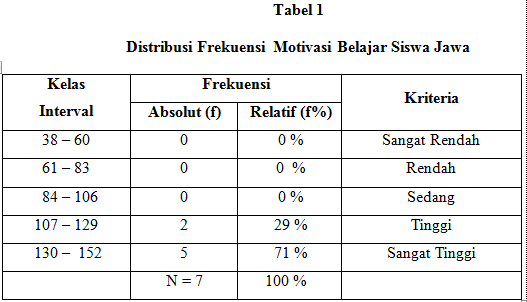 Tabel 1
Distribusi Frekuensi Motivasi Belajar Siswa Jawa
Kelas Interval Frekuensi Kriteria
Absolut (f) Relatif (f%)
38 – 60 0 0 % Sangat Rendah
61 – 83 0 0 % Rendah
84 – 106 0 0 % Sedang
107 – 129 2 29 % Tinggi
130 – 152 5 71 % Sangat Tinggi
N = 7 100 %